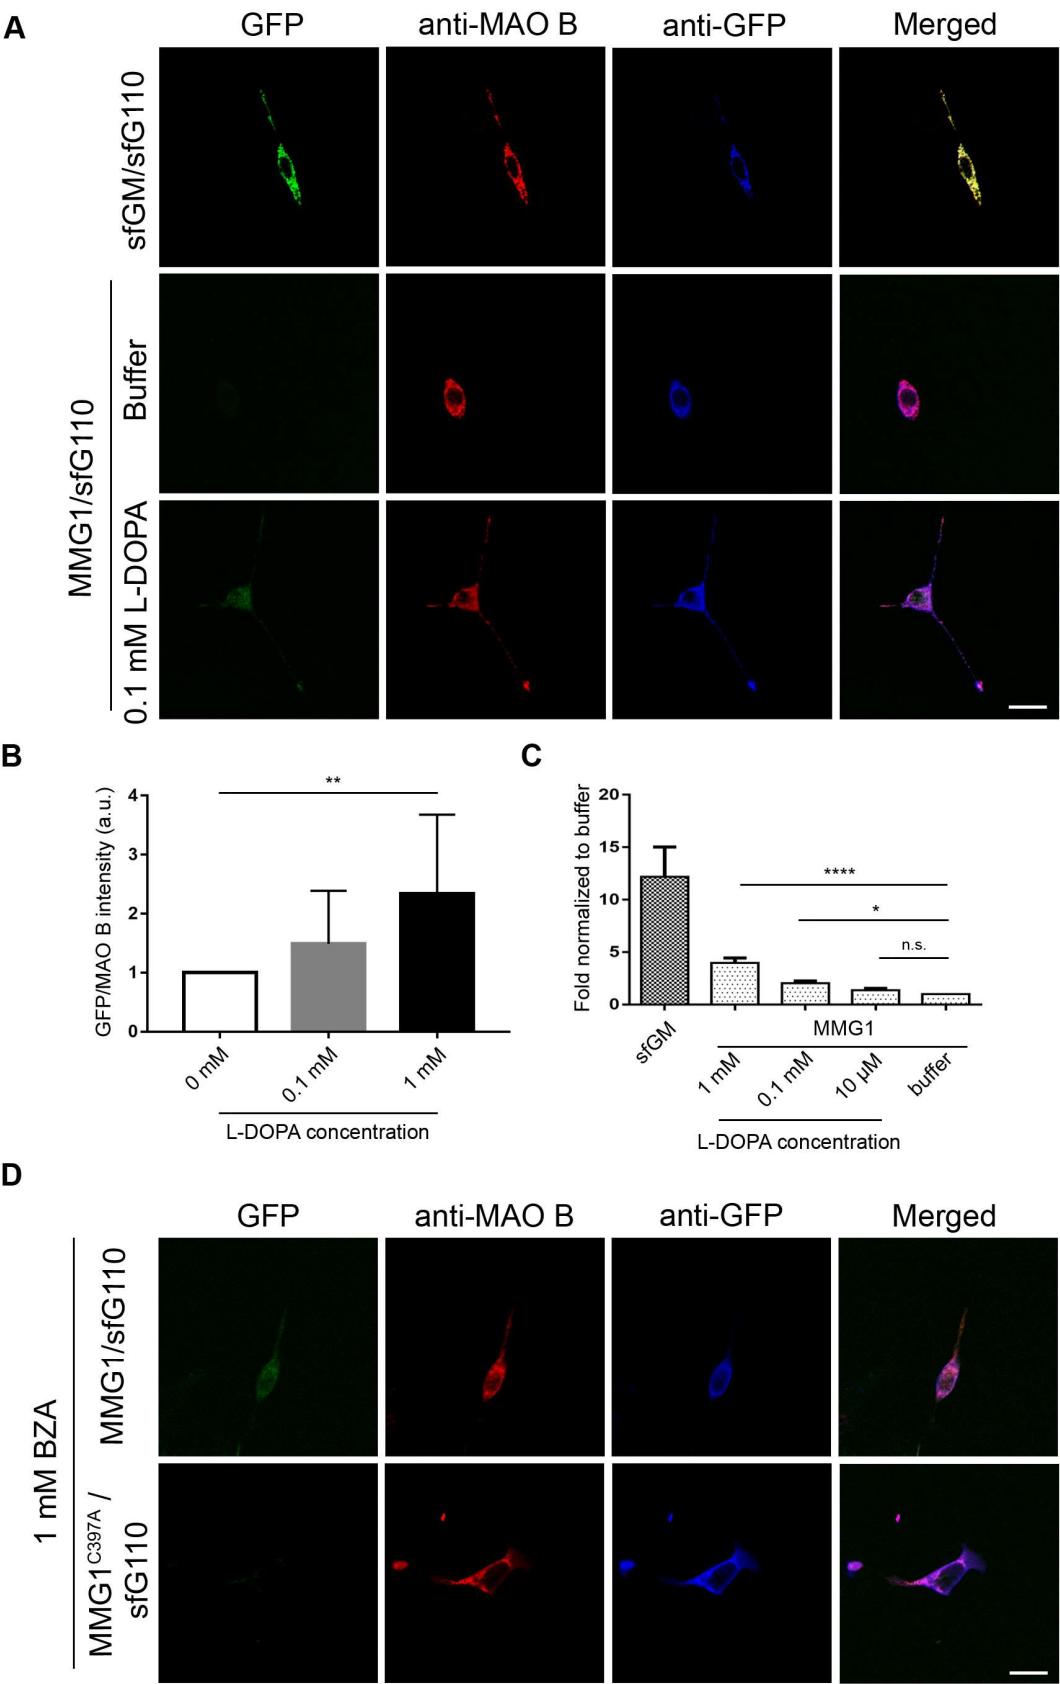 A
GFP
anti-MAO B
anti-GFP
Merged
sfGM/sfG110
MMG1/sfG110
Buffer
0.1 mM L-DOPA
B
GFP/MAO B intensity (a.u.)
4
3
2
1
0
**
0 mM
0.1 mM
1 mM
L-DOPA concentration
C
Fold normalized to buffer
20
15
10
5
0
****
*
n.s.
sfGM
MMG1
1 mM
0.1 mM
10 µM
buffer
L-DOPA concentration
D
GFP
anti-MAO B
anti-GFP
Merged
1 mM BZA
MMG1/sfG110
MMG1^C397A /
sfG110